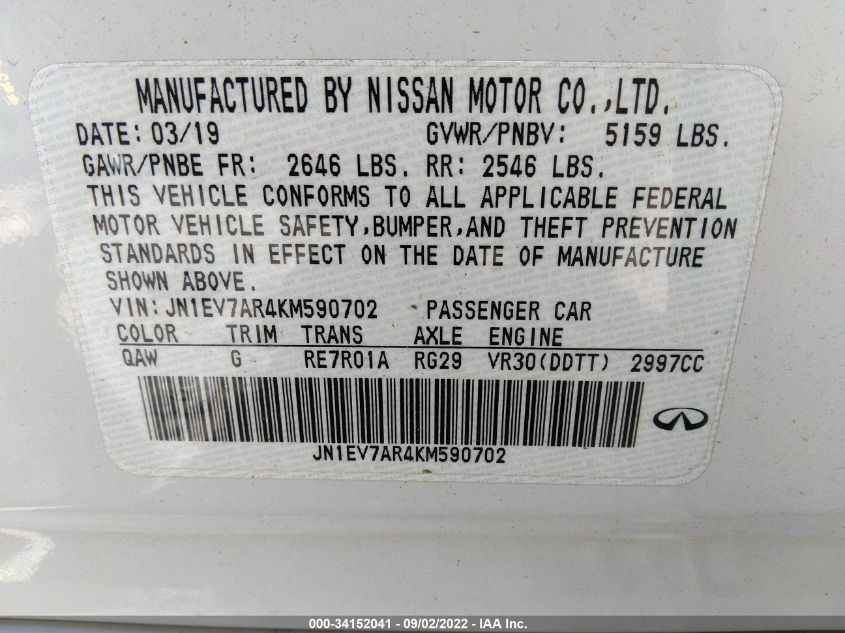 MANUFACTURED BY NISSAN MOTOR CO.,LTD.
DATE: 03/19 GVWR/PNBV: 5159 LBS.
GAWR/PNBE FR: 2646 LBS. RR: 2546 LBS.
THIS VEHICLE CONFORMS TO ALL APPLICABLE FEDERAL
MOTOR VEHICLE SAFETY,BUMPER,AND THEFT PREVENTION
STANDARDS IN EFFECT ON THE DATE OF MANUFACTURE
SHOWN ABOVE.
VIN: JN1EV7AR4KM590702 PASSENGER CAR
COLOR TRIM TRANS AXLE ENGINE
QAW G RE7R01A RG29 VR30(DDTT) 2997CC
JN1EV7AR4KM590702
000-34152041 - 09/02/2022 - IAA Inc.